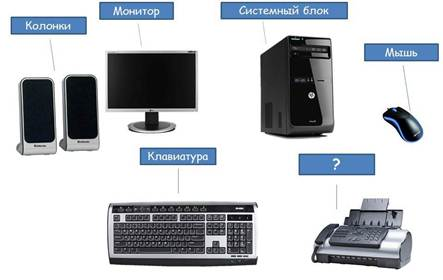 Колонки
Монитор
Системный блок
Мышь
Клавиатура
?